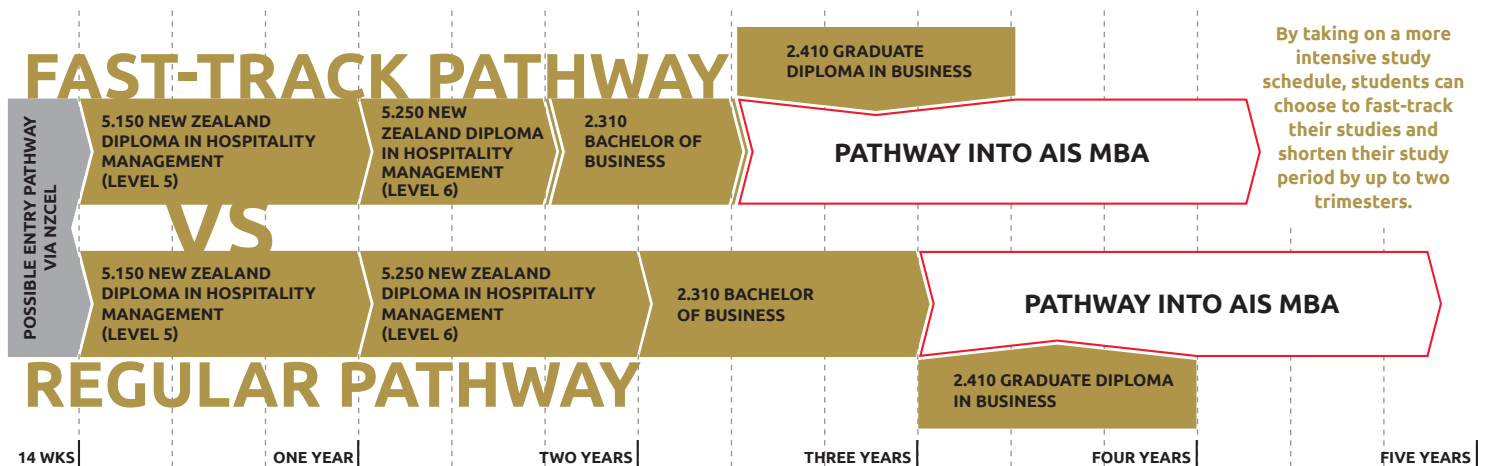 FAST-TRACK PATHWAY
2.410 GRADUATE
DIPLOMA IN BUSINESS
By taking on a more
intensive study
schedule, students can
choose to fast-track
their studies and
shorten their study
period by up to two
trimesters.
POSSIBLE ENTRY PATHWAY
VIA NZCEL
5.150 NEW ZEALAND
DIPLOMA IN HOSPITALITY
MANAGEMENT
(LEVEL 5)
5.250 NEW
ZEALAND DIPLOMA
IN HOSPITALITY
MANAGEMENT
(LEVEL 6)
2.310
BACHELOR OF
BUSINESS
PATHWAY INTO AIS MBA
VS
5.150 NEW ZEALAND
DIPLOMA IN HOSPITALITY
MANAGEMENT
(LEVEL 5)
5.250 NEW ZEALAND
DIPLOMA IN HOSPITALITY
MANAGEMENT
(LEVEL 6)
2.310 BACHELOR
OF BUSINESS
PATHWAY INTO AIS MBA
REGULAR PATHWAY
2.410 GRADUATE DIPLOMA
IN BUSINESS
14 WKS
ONE YEAR
TWO YEARS
THREE YEARS
FOUR YEARS
FIVE YEARS